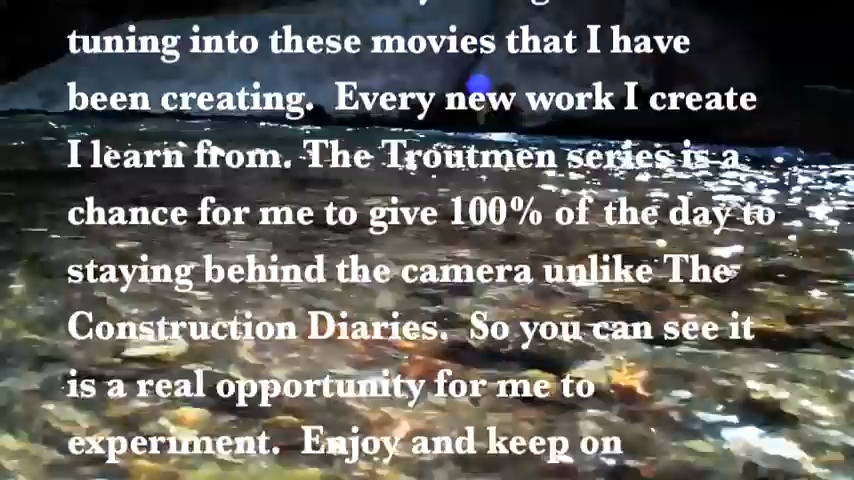 tuning into these movies that I have
been creating.  Every new work I create
I learn from. The Troutmen series is a
chance for me to give 100% of the day to
staying behind the camera unlike The
Construction Diaries.  So you can see it
is a real opportunity for me to
experiment.  Enjoy and keep on